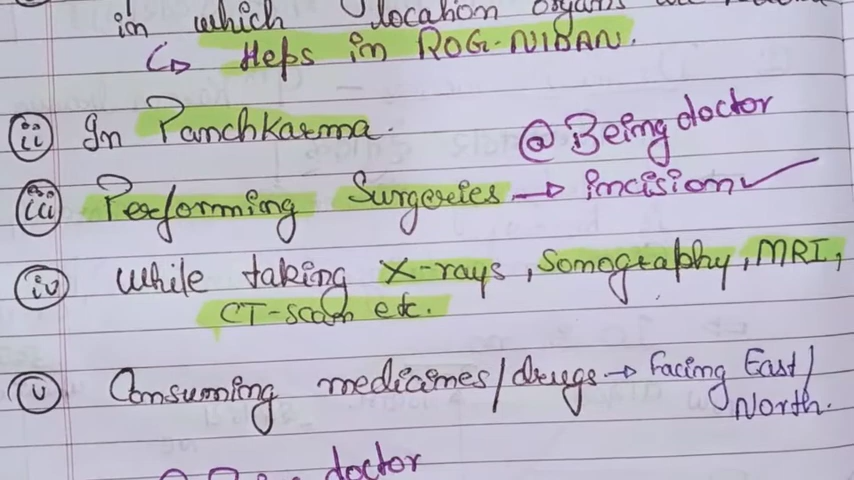 in which location organs
↳ Heps in ROG-NIDAN.
(ii) In Panchkarma.
@ Being doctor
(iii) Performing Surgeries → incision ✓
(iv) while taking X-rays, Sonography, MRI,
CT-scan etc.
(v) Consuming medicines/drugs → Facing East/
North.
doctor